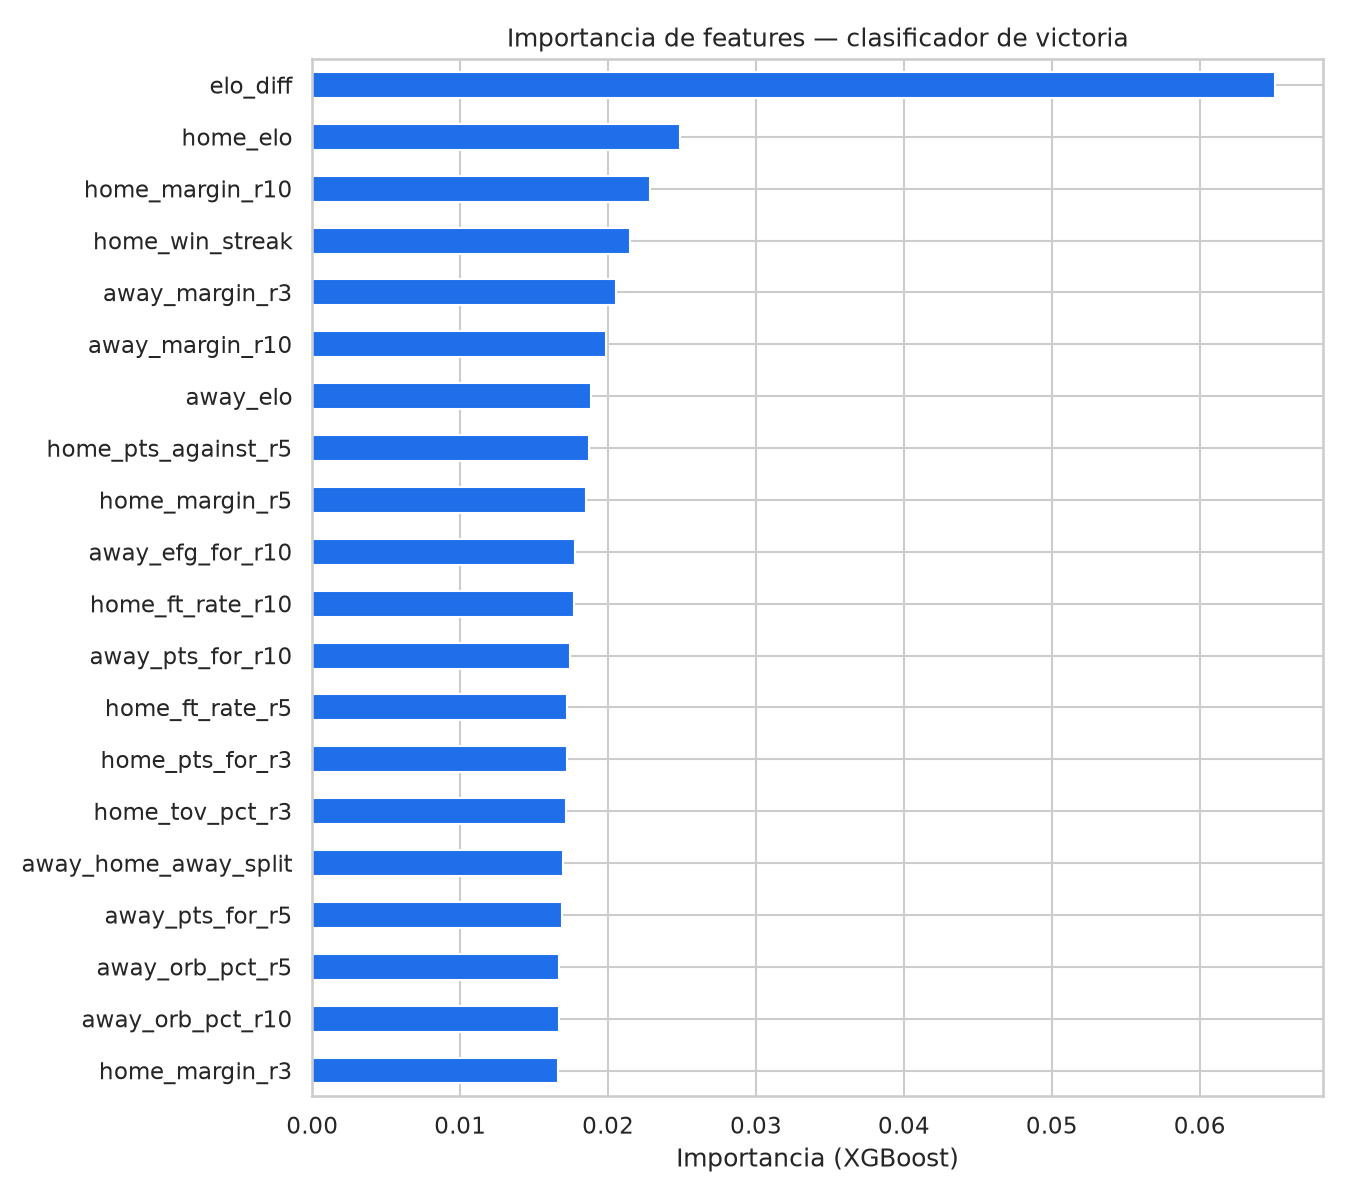 Importancia de features — clasificador de victoria
elo_diff
home_elo
home_margin_r10
home_win_streak
away_margin_r3
away_margin_r10
away_elo
home_pts_against_r5
home_margin_r5
away_efg_for_r10
home_ft_rate_r10
away_pts_for_r10
home_ft_rate_r5
home_pts_for_r3
home_tov_pct_r3
away_home_away_split
away_pts_for_r5
away_orb_pct_r5
away_orb_pct_r10
home_margin_r3
0.00 0.01 0.02 0.03 0.04 0.05 0.06
Importancia (XGBoost)